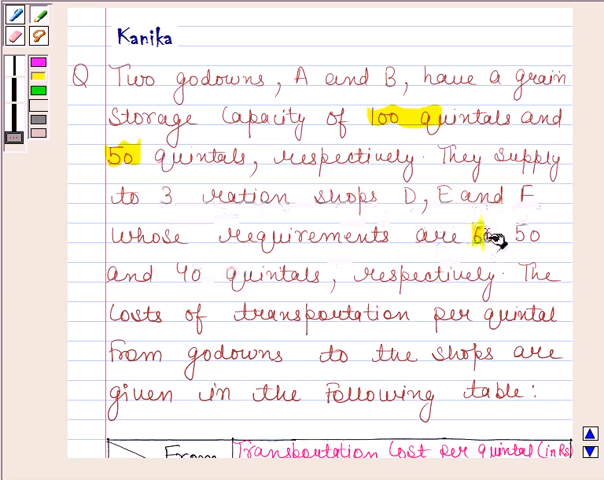 Kanika
Q Two godowns, A and B, have a grain
storage capacity of 100 quintals and
50 quintals, respectively. They supply
to 3 ration shops D, E and F
whose requirements are 60, 50
and 40 quintals, respectively. The
costs of transportation per quintal
from godowns to the shops are
given in the following table:
From Transportation cost per quintal (in Rs)